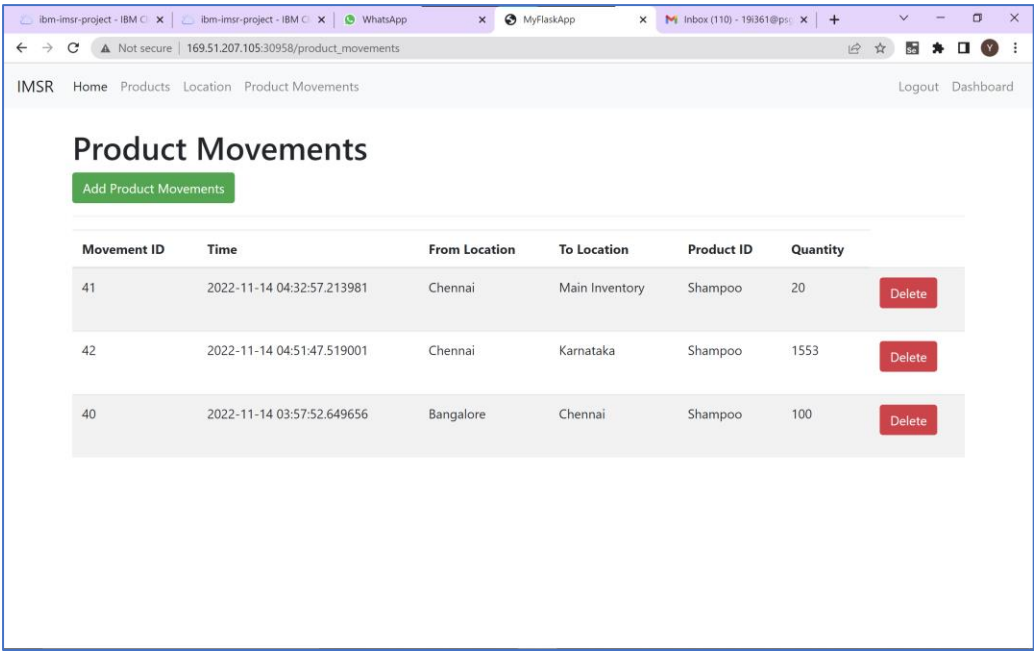 ibm-imsr-project - IBM Cl ibm-imsr-project - IBM Cl WhatsApp MyFlaskApp Inbox (110) - 19i361@psg
Not secure 169.51.207.105:30958/product_movements Se Y
IMSR Home Products Location Product Movements Logout Dashboard
Product Movements
Add Product Movements
Movement ID Time From Location To Location Product ID Quantity
41 2022-11-14 04:32:57.213981 Chennai Main Inventory Shampoo 20 Delete
42 2022-11-14 04:51:47.519001 Chennai Karnataka Shampoo 1553 Delete
40 2022-11-14 03:57:52.649656 Bangalore Chennai Shampoo 100 Delete